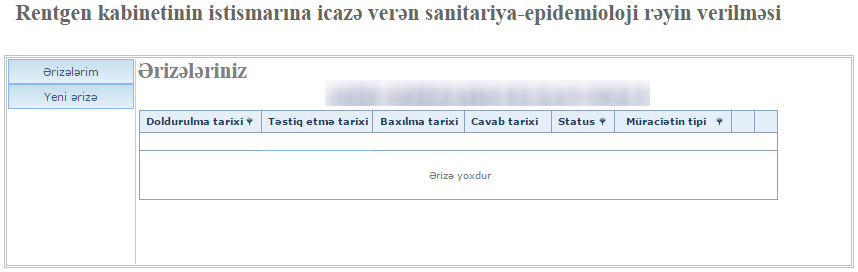 Rentgen kabinetinin istismarına icazə verən sanitariya-epidemioloji rəyin verilməsi
Ərizələrim
Yeni ərizə
Ərizələriniz
Doldurulma tarixi Təstiq etmə tarixi Baxılma tarixi Cavab tarixi Status Müraciətin tipi
Ərizə yoxdur